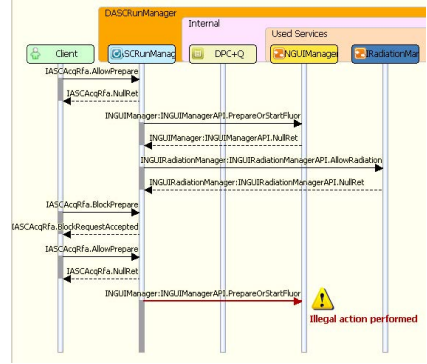 DASCRunManager
Internal
Used Services
Client
SCRunManag
DPC+Q
NGUIManager
IRadiationMar
IASCAcqRfa.AllowPrepare
IASCAcqRfa.NullRet
INGUIManager:INGUIManagerAPI.PrepareOrStartFluor
INGUIManager:INGUIManagerAPI.NullRet
INGUIRadiationManager:INGUIRadiationManagerAPI.AllowRadiation
INGUIRadiationManager:INGUIRadiationManagerAPI.NullRet
IASCAcqRfa.BlockPrepare
IASCAcqRfa.BlockRequestAccepted
IASCAcqRfa.AllowPrepare
IASCAcqRfa.NullRet
INGUIManager:INGUIManagerAPI.PrepareOrStartFluor
Illegal action performed